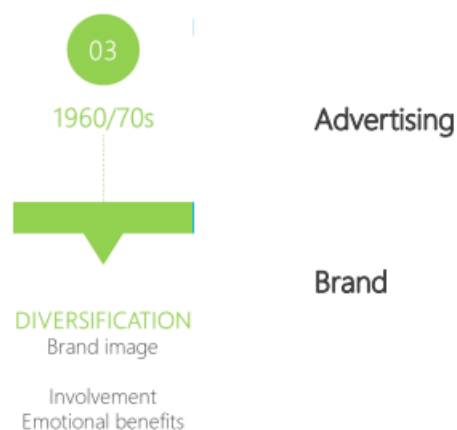 03
1960/70s
Advertising
Brand
DIVERSIFICATION
Brand image
Involvement
Emotional benefits